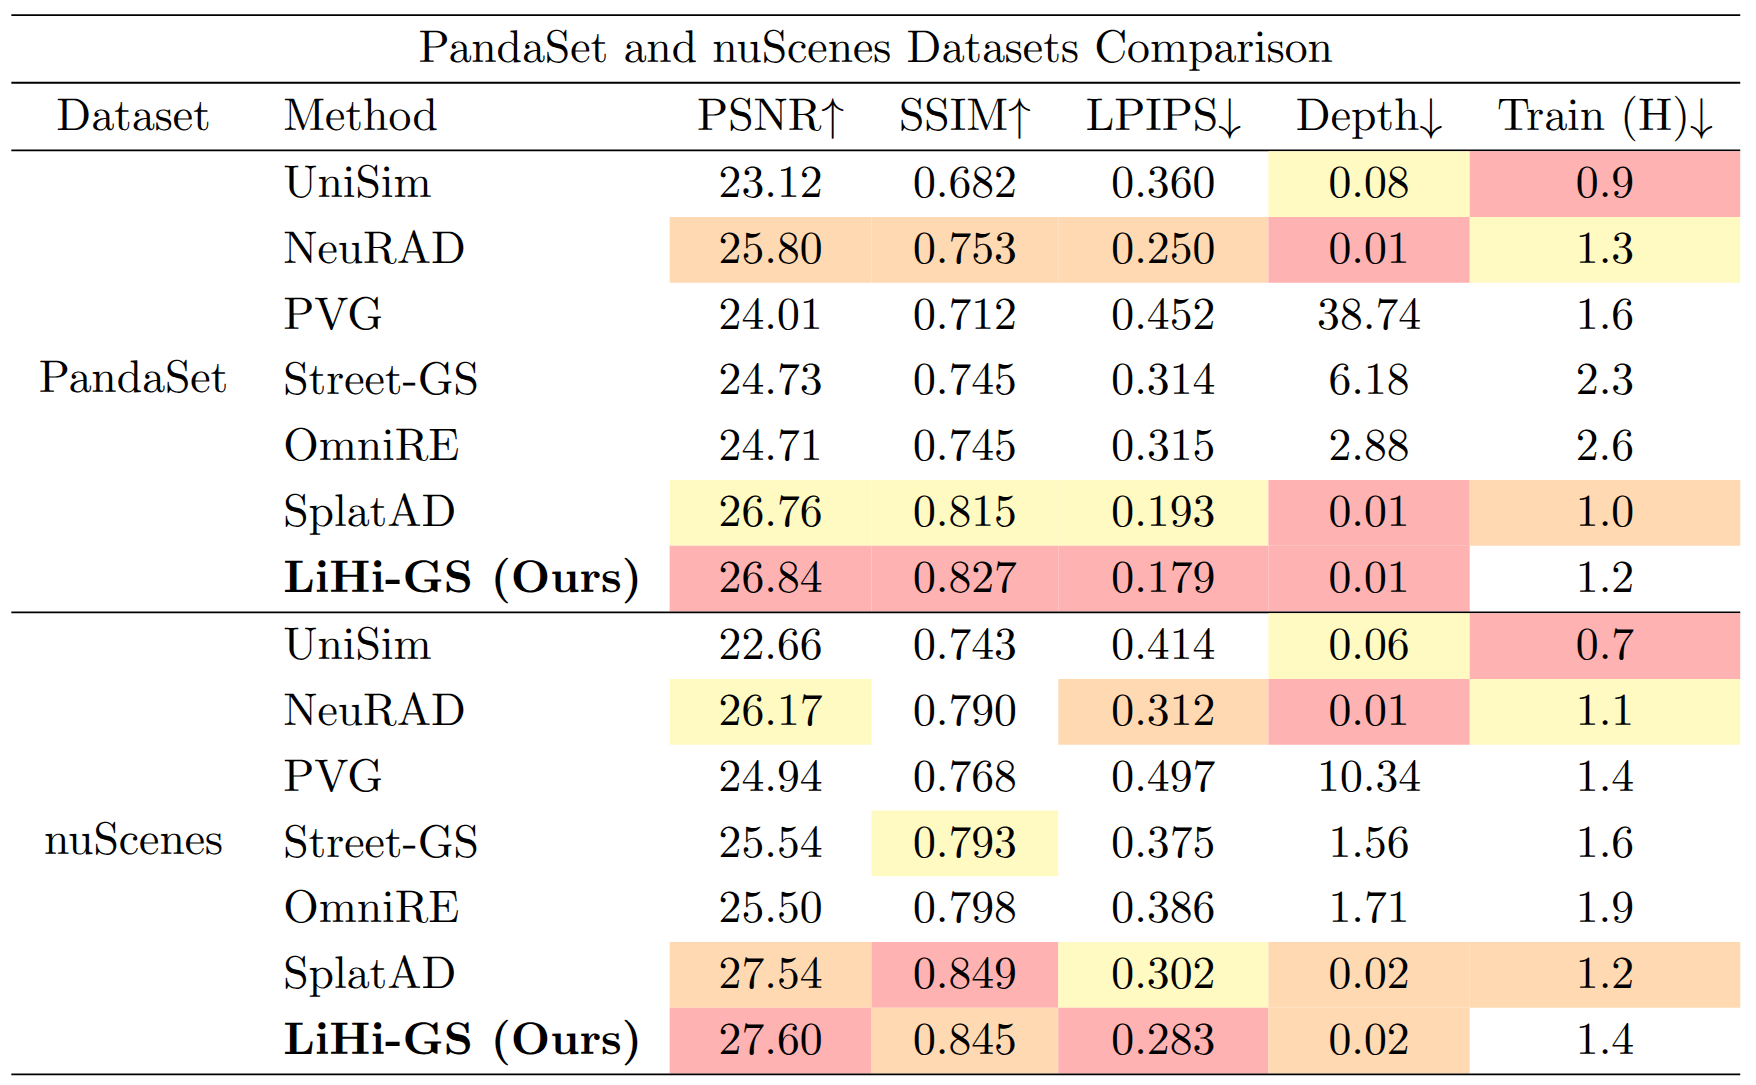 PandaSet and nuScenes Datasets Comparison
Dataset Method PSNR↑ SSIM↑ LPIPS↓ Depth↓ Train (H)↓
UniSim 23.12 0.682 0.360 0.08 0.9
NeuRAD 25.80 0.753 0.250 0.01 1.3
PVG 24.01 0.712 0.452 38.74 1.6
PandaSet Street-GS 24.73 0.745 0.314 6.18 2.3
OmniRE 24.71 0.745 0.315 2.88 2.6
SplatAD 26.76 0.815 0.193 0.01 1.0
LiHi-GS (Ours) 26.84 0.827 0.179 0.01 1.2
UniSim 22.66 0.743 0.414 0.06 0.7
NeuRAD 26.17 0.790 0.312 0.01 1.1
PVG 24.94 0.768 0.497 10.34 1.4
nuScenes Street-GS 25.54 0.793 0.375 1.56 1.6
OmniRE 25.50 0.798 0.386 1.71 1.9
SplatAD 27.54 0.849 0.302 0.02 1.2
LiHi-GS (Ours) 27.60 0.845 0.283 0.02 1.4